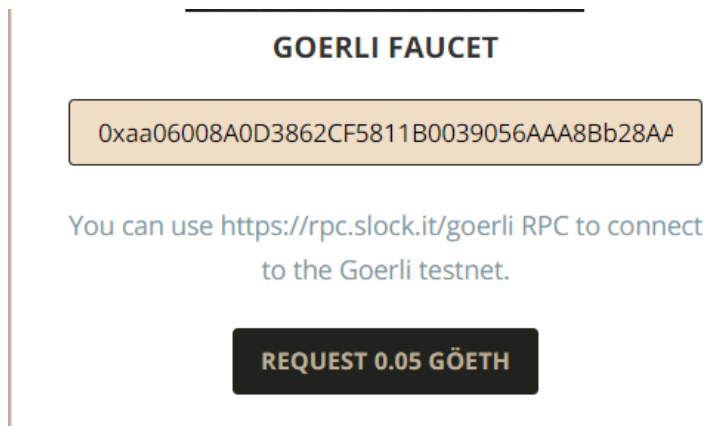 GOERLI FAUCET
0xaa06008A0D3862CF5811B0039056AAA8Bb28AA
You can use https://rpc.slock.it/goerli RPC to connect
to the Goerli testnet.
REQUEST 0.05 GÖETH